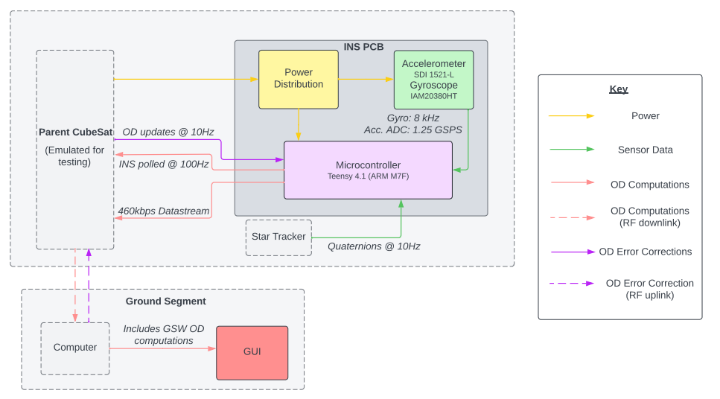 INS PCB
Power
Distribution
Accelerometer
SDI 1521-L
Gyroscope
IAM20380HT
Parent CubeSat
(Emulated for
testing)
OD updates @ 10Hz
INS polled @ 100Hz
460kbps Datastream
Gyro: 8 kHz
Acc. ADC: 1.25 GSPS
Microcontroller
Teensy 4.1 (ARM M7F)
Star Tracker
Quaternions @ 10Hz
Ground Segment
Computer
Includes GSW OD
computations
GUI
Key
Power
Sensor Data
OD Computations
OD Computations
(RF downlink)
OD Error Corrections
OD Error Correction
(RF uplink)